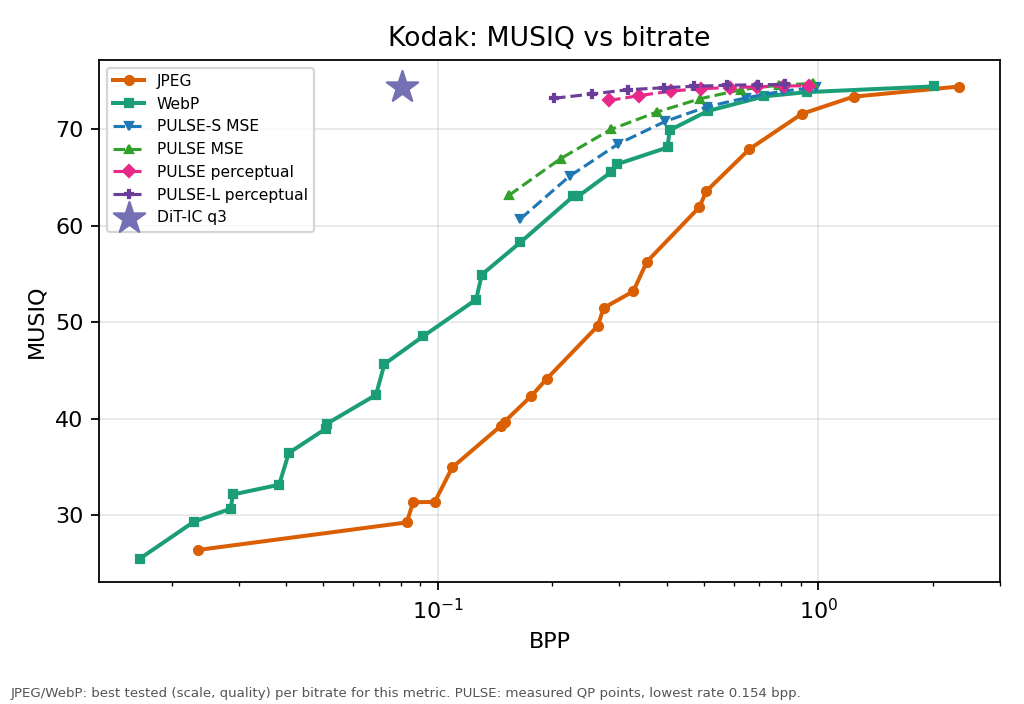 Kodak: MUSIQ vs bitrate
JPEG
WebP
PULSE-S MSE
PULSE MSE
PULSE perceptual
PULSE-L perceptual
DiT-IC q3
MUSIQ
70
60
50
40
30
10⁻¹
10⁰
BPP
JPEG/WebP: best tested (scale, quality) per bitrate for this metric. PULSE: measured QP points, lowest rate 0.154 bpp.